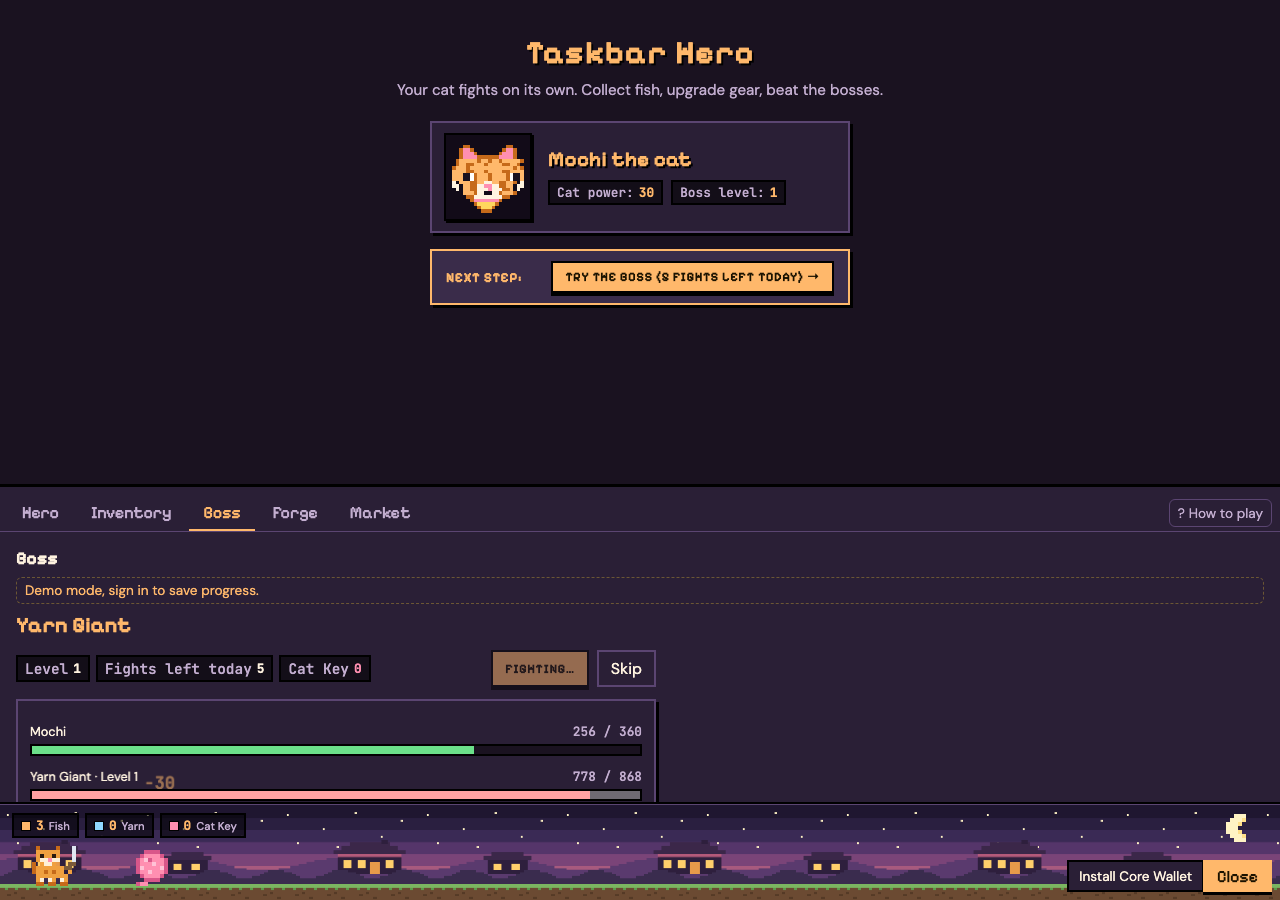 Taskbar Hero
Your cat fights on its own. Collect fish, upgrade gear, beat the bosses.
Mochi the cat
Cat power: 30
Boss level: 1
NEXT STEP:
TRY THE BOSS (5 FIGHTS LEFT TODAY) →
Hero Inventory Boss Forge Market
? How to play
Boss
Demo mode, sign in to save progress.
Yarn Giant
Level 1 Fights left today 5 Cat Key 0
FIGHTING…
Skip
Mochi 256 / 360
Yarn Giant · Level 1 -30 778 / 868
3 Fish 0 Yarn 0 Cat Key
Install Core Wallet Close